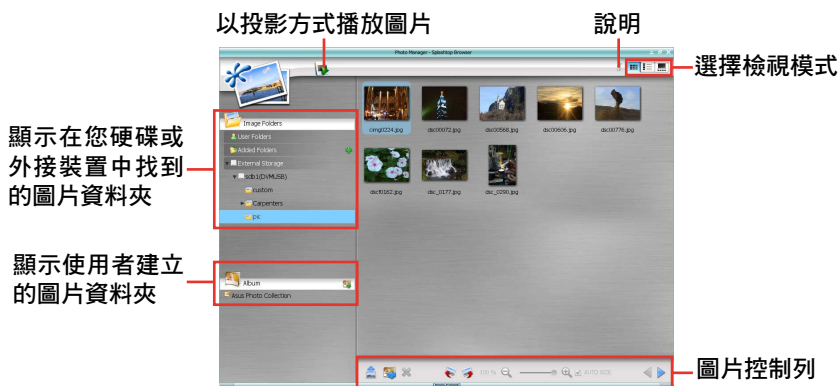 以投影方式播放圖片
說明
選擇檢視模式
Photo Manager - Splashtop Browser
顯示在您硬碟或
外接裝置中找到
的圖片資料夾
Image Folders
User Folders
Added Folders
External Storage
sdb1(DVMUSB)
custom
Carpenters
pic
cimg0224.jpg
dsc00072.jpg
dsc00568.jpg
dsc00606.jpg
dsc00776.jpg
dscf0162.jpg
dsc_0177.jpg
dsc_0290.jpg
顯示使用者建立
的圖片資料夾
Album
Asus Photo Collection
100 %
AUTO SIZE
圖片控制列